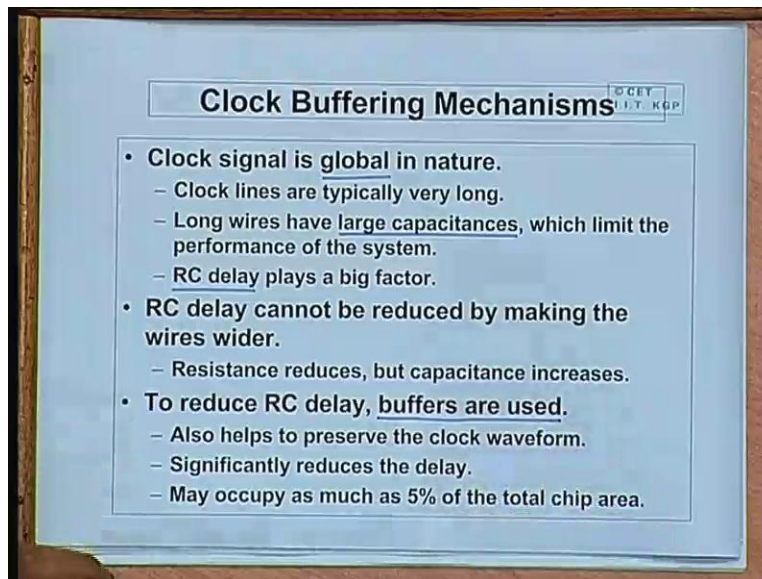 Clock Buffering Mechanisms
© CET
I.I.T. KGP
• Clock signal is global in nature.
– Clock lines are typically very long.
– Long wires have large capacitances, which limit the
performance of the system.
– RC delay plays a big factor.
• RC delay cannot be reduced by making the
wires wider.
– Resistance reduces, but capacitance increases.
• To reduce RC delay, buffers are used.
– Also helps to preserve the clock waveform.
– Significantly reduces the delay.
– May occupy as much as 5% of the total chip area.